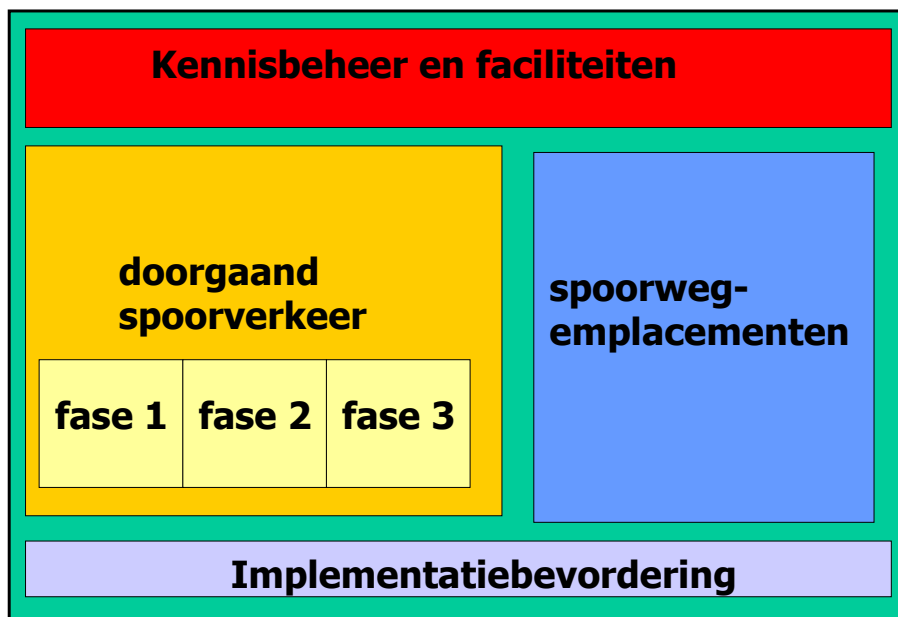 Kennisbeheer en faciliteiten
doorgaand
spoorverkeer
fase 1
fase 2
fase 3
spoorweg-
emplacementen
Implementatiebevordering